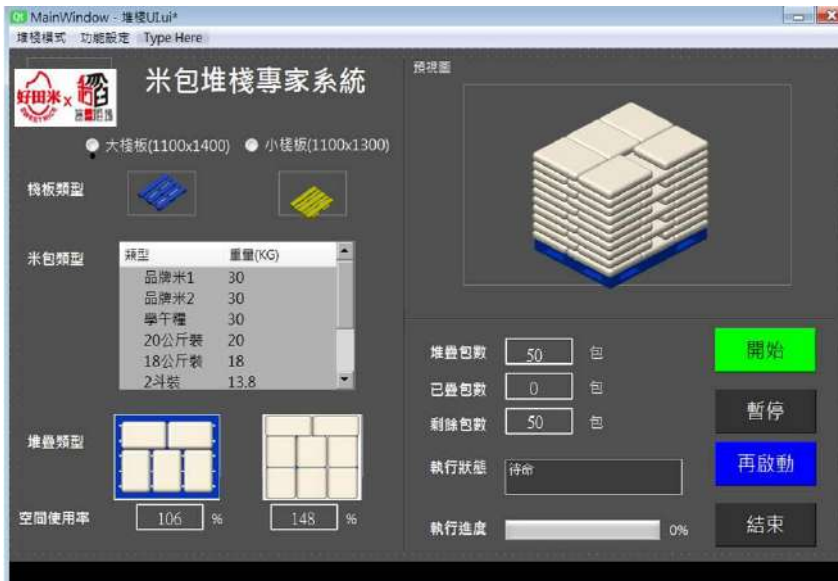 MainWindow - 堆棧UI.ui*
堆棧模式 功能設定 Type Here
好田米 x 稻
SWEETRICE
米包堆棧專家系統
大棧板(1100x1400) 小棧板(1100x1300)
棧板類型
米包類型
類型 重量(KG)
品牌米1 30
品牌米2 30
學午糧 30
20公斤裝 20
18公斤裝 18
2斗裝 13.8
堆疊類型
空間使用率 106 % 148 %
預視圖
堆疊包數 50 包
已疊包數 0 包
剩餘包數 50 包
執行狀態 待命
執行進度 0%
開始
暫停
再啟動
結束